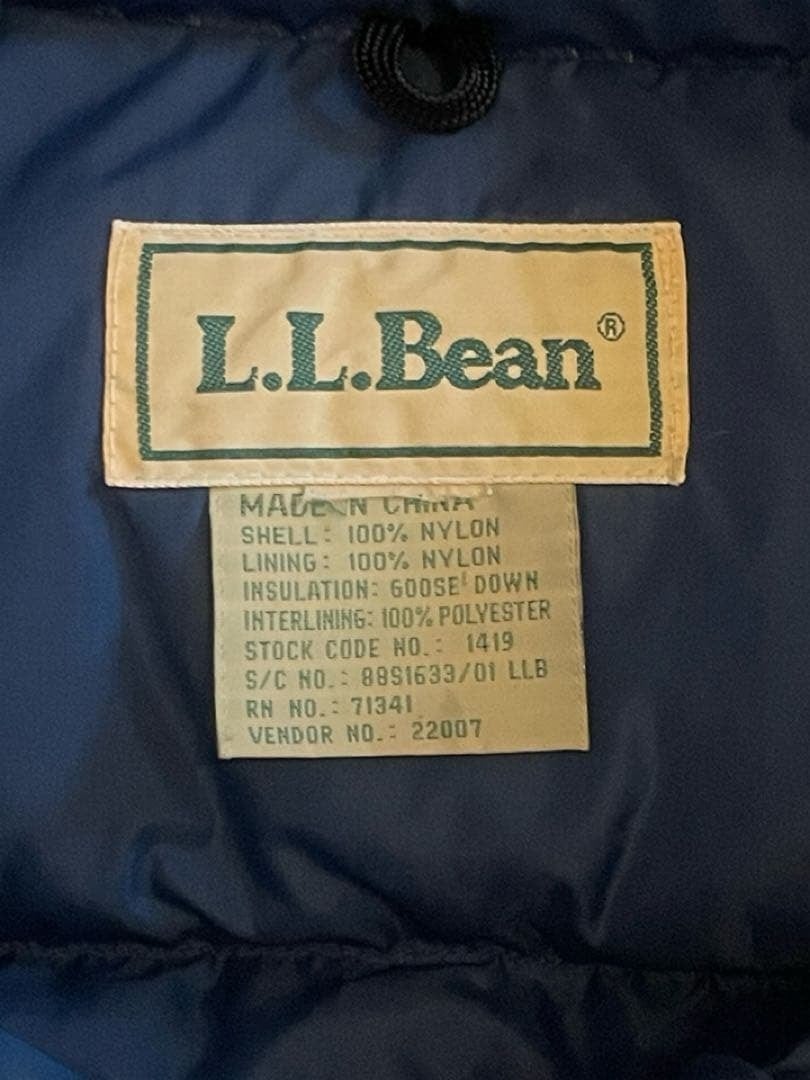 L.L.Bean®
MADE IN CHINA
SHELL: 100% NYLON
LINING: 100% NYLON
INSULATION: GOOSE DOWN
INTERLINING: 100% POLYESTER
STOCK CODE NO.: 1419
S/C NO.: 88S1633/01 LLB
RN NO.: 71341
VENDOR NO.: 22007